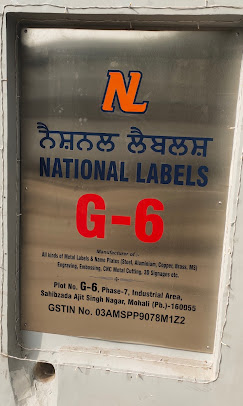 NL
ਨੈਸ਼ਨਲ ਲੈਬਲਸ਼
NATIONAL LABELS
G-6
Manufacturer of :
All kinds of Metal Labels & Name Plates (Steel, Aluminium, Copper, Brass, MS)
Engraving, Embossing, CNC Metal Cutting, 3D Signages etc.
Plot No. G-6, Phase-7, Industrial Area,
Sahibzada Ajit Singh Nagar, Mohali (Pb.)-160055
GSTIN No. 03AMSPP9078M1Z2